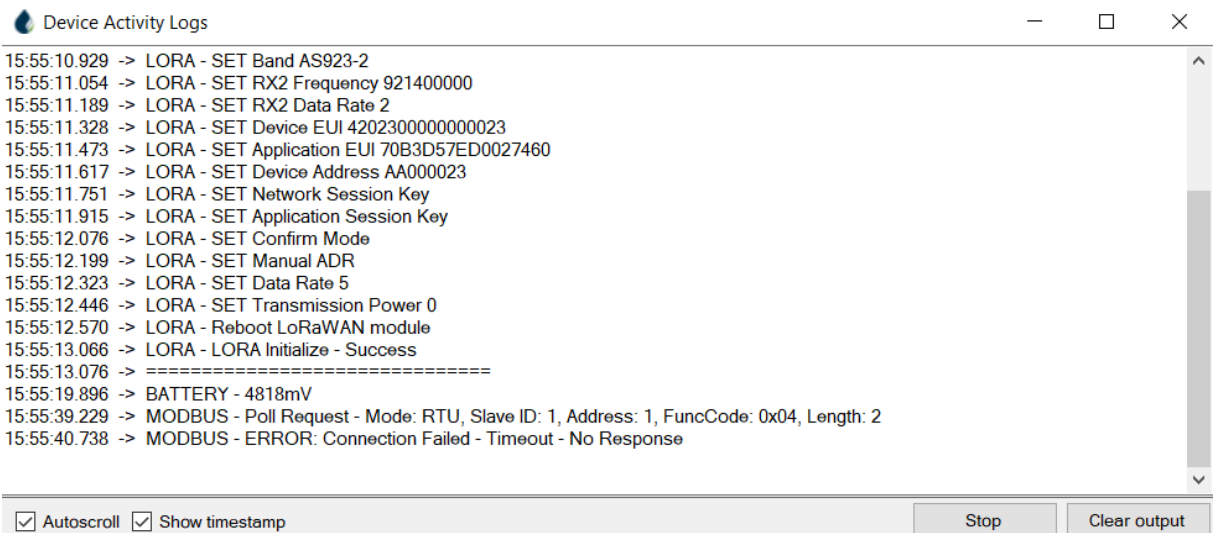 Device Activity Logs
15:55:10.929 -> LORA - SET Band AS923-2
15:55:11.054 -> LORA - SET RX2 Frequency 921400000
15:55:11.189 -> LORA - SET RX2 Data Rate 2
15:55:11.328 -> LORA - SET Device EUI 4202300000000023
15:55:11.473 -> LORA - SET Application EUI 70B3D57ED0027460
15:55:11.617 -> LORA - SET Device Address AA000023
15:55:11.751 -> LORA - SET Network Session Key
15:55:11.915 -> LORA - SET Application Session Key
15:55:12.076 -> LORA - SET Confirm Mode
15:55:12.199 -> LORA - SET Manual ADR
15:55:12.323 -> LORA - SET Data Rate 5
15:55:12.446 -> LORA - SET Transmission Power 0
15:55:12.570 -> LORA - Reboot LoRaWAN module
15:55:13.066 -> LORA - LORA Initialize - Success
15:55:13.076 -> ===============================
15:55:19.896 -> BATTERY - 4818mV
15:55:39.229 -> MODBUS - Poll Request - Mode: RTU, Slave ID: 1, Address: 1, FuncCode: 0x04, Length: 2
15:55:40.738 -> MODBUS - ERROR: Connection Failed - Timeout - No Response
Autoscroll Show timestamp Stop Clear output